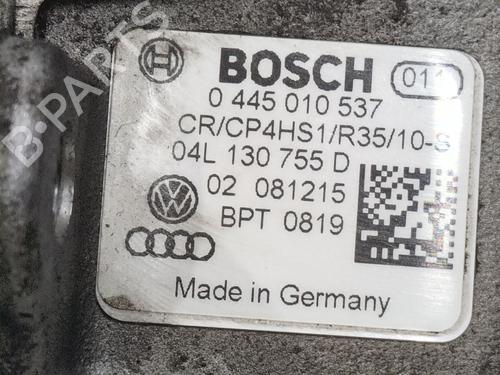 B-PARTS
BOSCH 011
0 445 010 537
CR/CP4HS1/R35/10-S
04L 130 755 D
02 081215
BPT 0819
Made in Germany